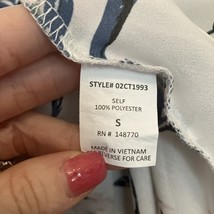 STYLE# 02CT1993
SELF
100% POLYESTER
S
RN# 148770
MADE IN VIETNAM
REVERSE FOR CARE